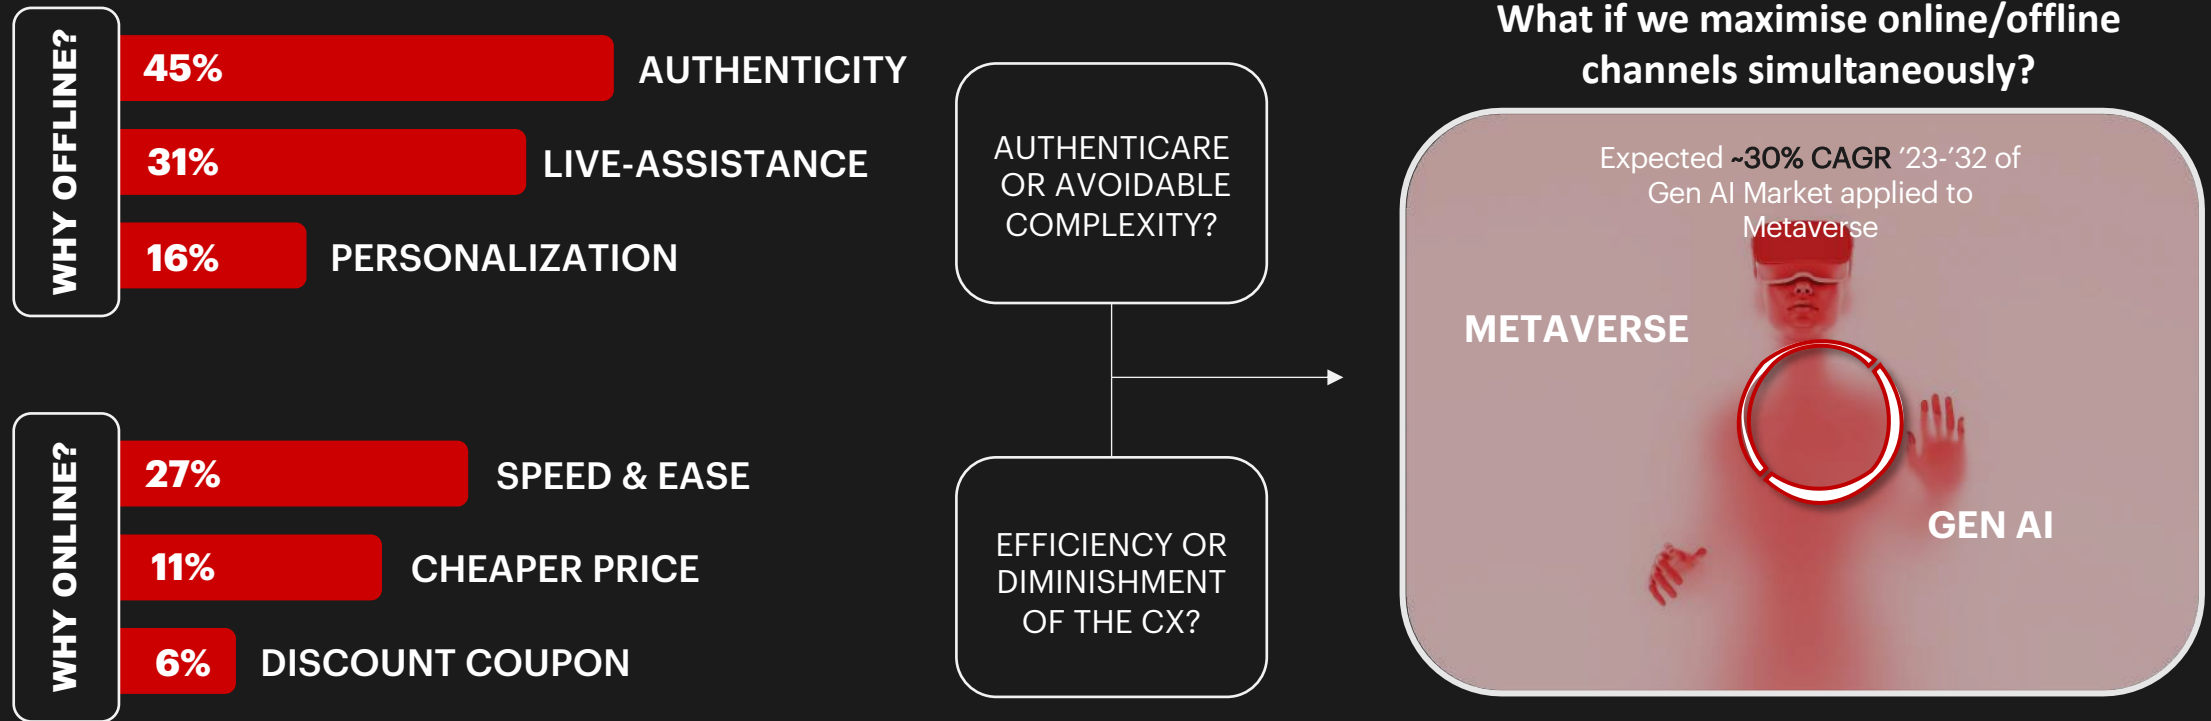 WHY OFFLINE?
45%
AUTHENTICITY
31%
LIVE-ASSISTANCE
16%
PERSONALIZATION
WHY ONLINE?
27%
SPEED & EASE
11%
CHEAPER PRICE
6%
DISCOUNT COUPON
AUTHENTICARE
OR AVOIDABLE
COMPLEXITY?
EFFICIENCY OR
DIMINISHMENT
OF THE CX?
What if we maximise online/offline
channels simultaneously?
Expected ~30% CAGR ’23-’32 of
Gen AI Market applied to
Metaverse
METAVERSE
GEN AI